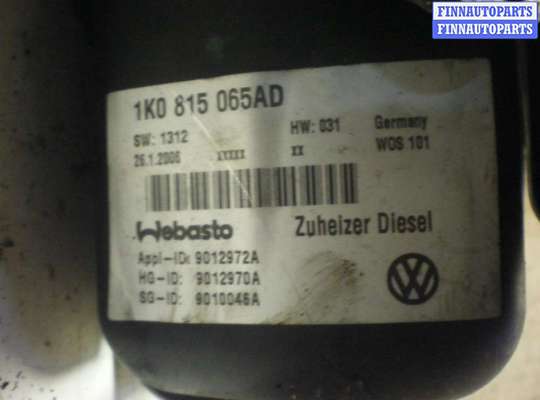 FINNAUTOPARTS
FINNAUTOPARTS
1K0 815 065AD
SW: 1312 HW: 031 Germany
26.1.2006 XXXXX XX WOS 101
Webasto Zuheizer Diesel
Appl-ID: 9012972A
HG-ID: 9012970A
SG-ID: 9010046A